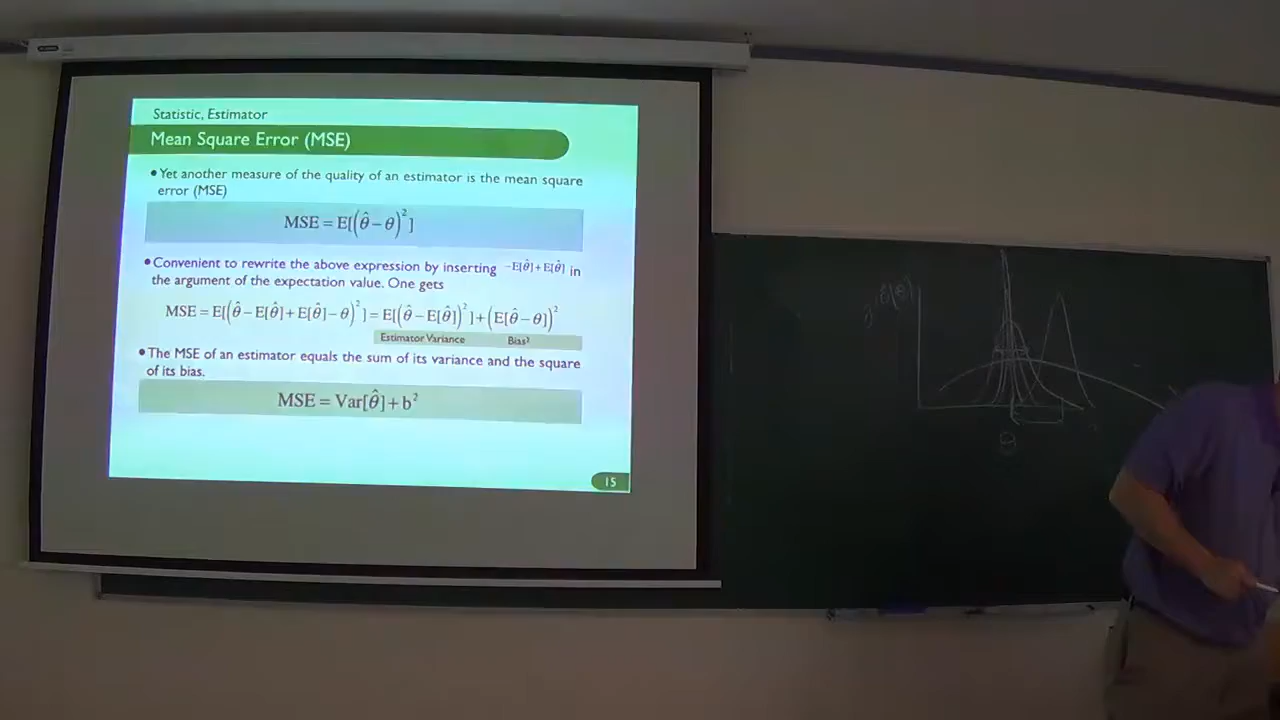 Statistic, Estimator
Mean Square Error (MSE)
• Yet another measure of the quality of an estimator is the mean square
error (MSE)
MSE = E[(θ̂ − θ)²]
• Convenient to rewrite the above expression by inserting −E[θ̂] + E[θ̂] in
the argument of the expectation value. One gets
MSE = E[(θ̂ − E[θ̂] + E[θ̂] − θ)²] = E[(θ̂ − E[θ̂])²] + (E[θ̂ − θ])²
Estimator Variance Bias²
• The MSE of an estimator equals the sum of its variance and the square
of its bias.
MSE = Var[θ̂] + b²
15
θ